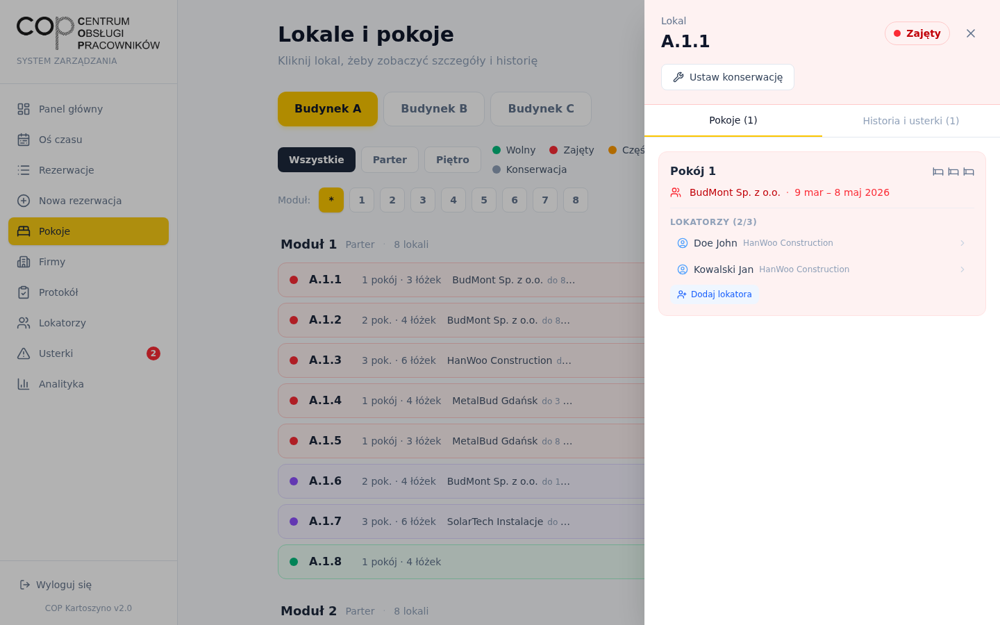 COP CENTRUM
OBSŁUGI
PRACOWNIKÓW
SYSTEM ZARZĄDZANIA
Panel główny
Oś czasu
Rezerwacje
Nowa rezerwacja
Pokoje
Firmy
Protokół
Lokatorzy
Usterki 2
Analityka
Wyloguj się
COP Kartoszyno v2.0
Lokale i pokoje
Kliknij lokal, żeby zobaczyć szczegóły i historię
Budynek A Budynek B Budynek C
Wszystkie Parter Piętro
Wolny Zajęty Częś
Konserwacja
Moduł: * 1 2 3 4 5 6 7 8
Moduł 1 Parter · 8 lokali
A.1.1 1 pokój · 3 łóżek BudMont Sp. z o.o. do 8...
A.1.2 2 pok. · 4 łóżek BudMont Sp. z o.o. do 8...
A.1.3 3 pok. · 6 łóżek HanWoo Construction d...
A.1.4 1 pokój · 4 łóżek MetalBud Gdańsk do 3 ...
A.1.5 1 pokój · 3 łóżek MetalBud Gdańsk do 8 ...
A.1.6 2 pok. · 4 łóżek BudMont Sp. z o.o. do 1...
A.1.7 3 pok. · 6 łóżek SolarTech Instalacje do ...
A.1.8 1 pokój · 4 łóżek
Moduł 2 Parter · 8 lokali
Lokal
A.1.1
Zajęty
Ustaw konserwację
Pokoje (1) Historia i usterki (1)
Pokój 1
BudMont Sp. z o.o. · 9 mar – 8 maj 2026
LOKATORZY (2/3)
Doe John HanWoo Construction
Kowalski Jan HanWoo Construction
Dodaj lokatora